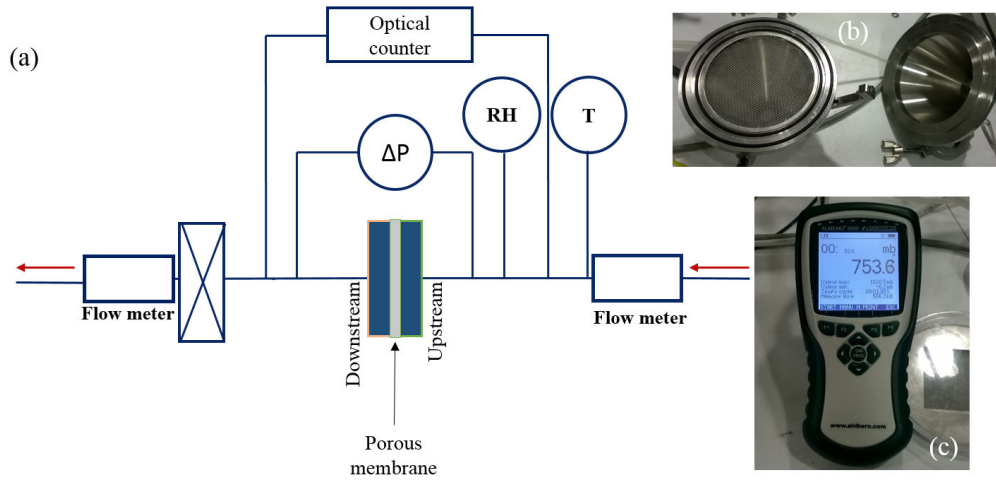 (a)
Optical
counter
RH
T
ΔP
Flow meter
Flow meter
Downstream
Upstream
Porous
membrane
(b)
00:
mb
753.6
www.ahlborn.com
(c)